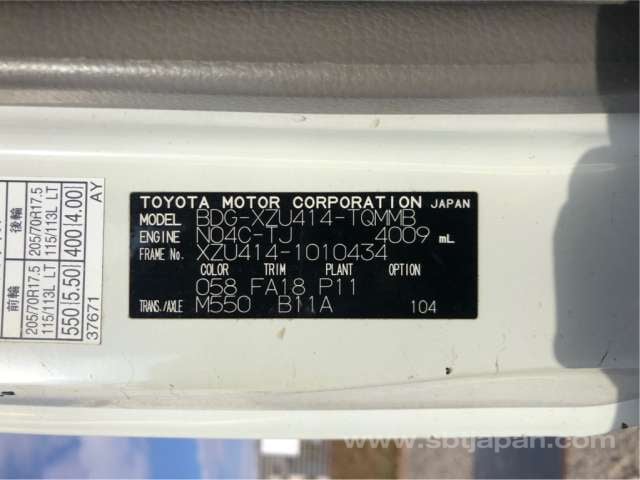 TOYOTA MOTOR CORPORATION JAPAN
MODEL BDG-XZU414-TQMMB
ENGINE N04C-TJ 4009 mL
FRAME No. XZU414-1010434
COLOR TRIM PLANT OPTION
058 FA18 P11
TRANS./AXLE M550 B11A 104
前輪 後輪
205/70R17.5 205/70R17.5
115/113L LT 115/113L LT
550(5.50) 400(4.00)
37671 AY
www.sbtjapan.com